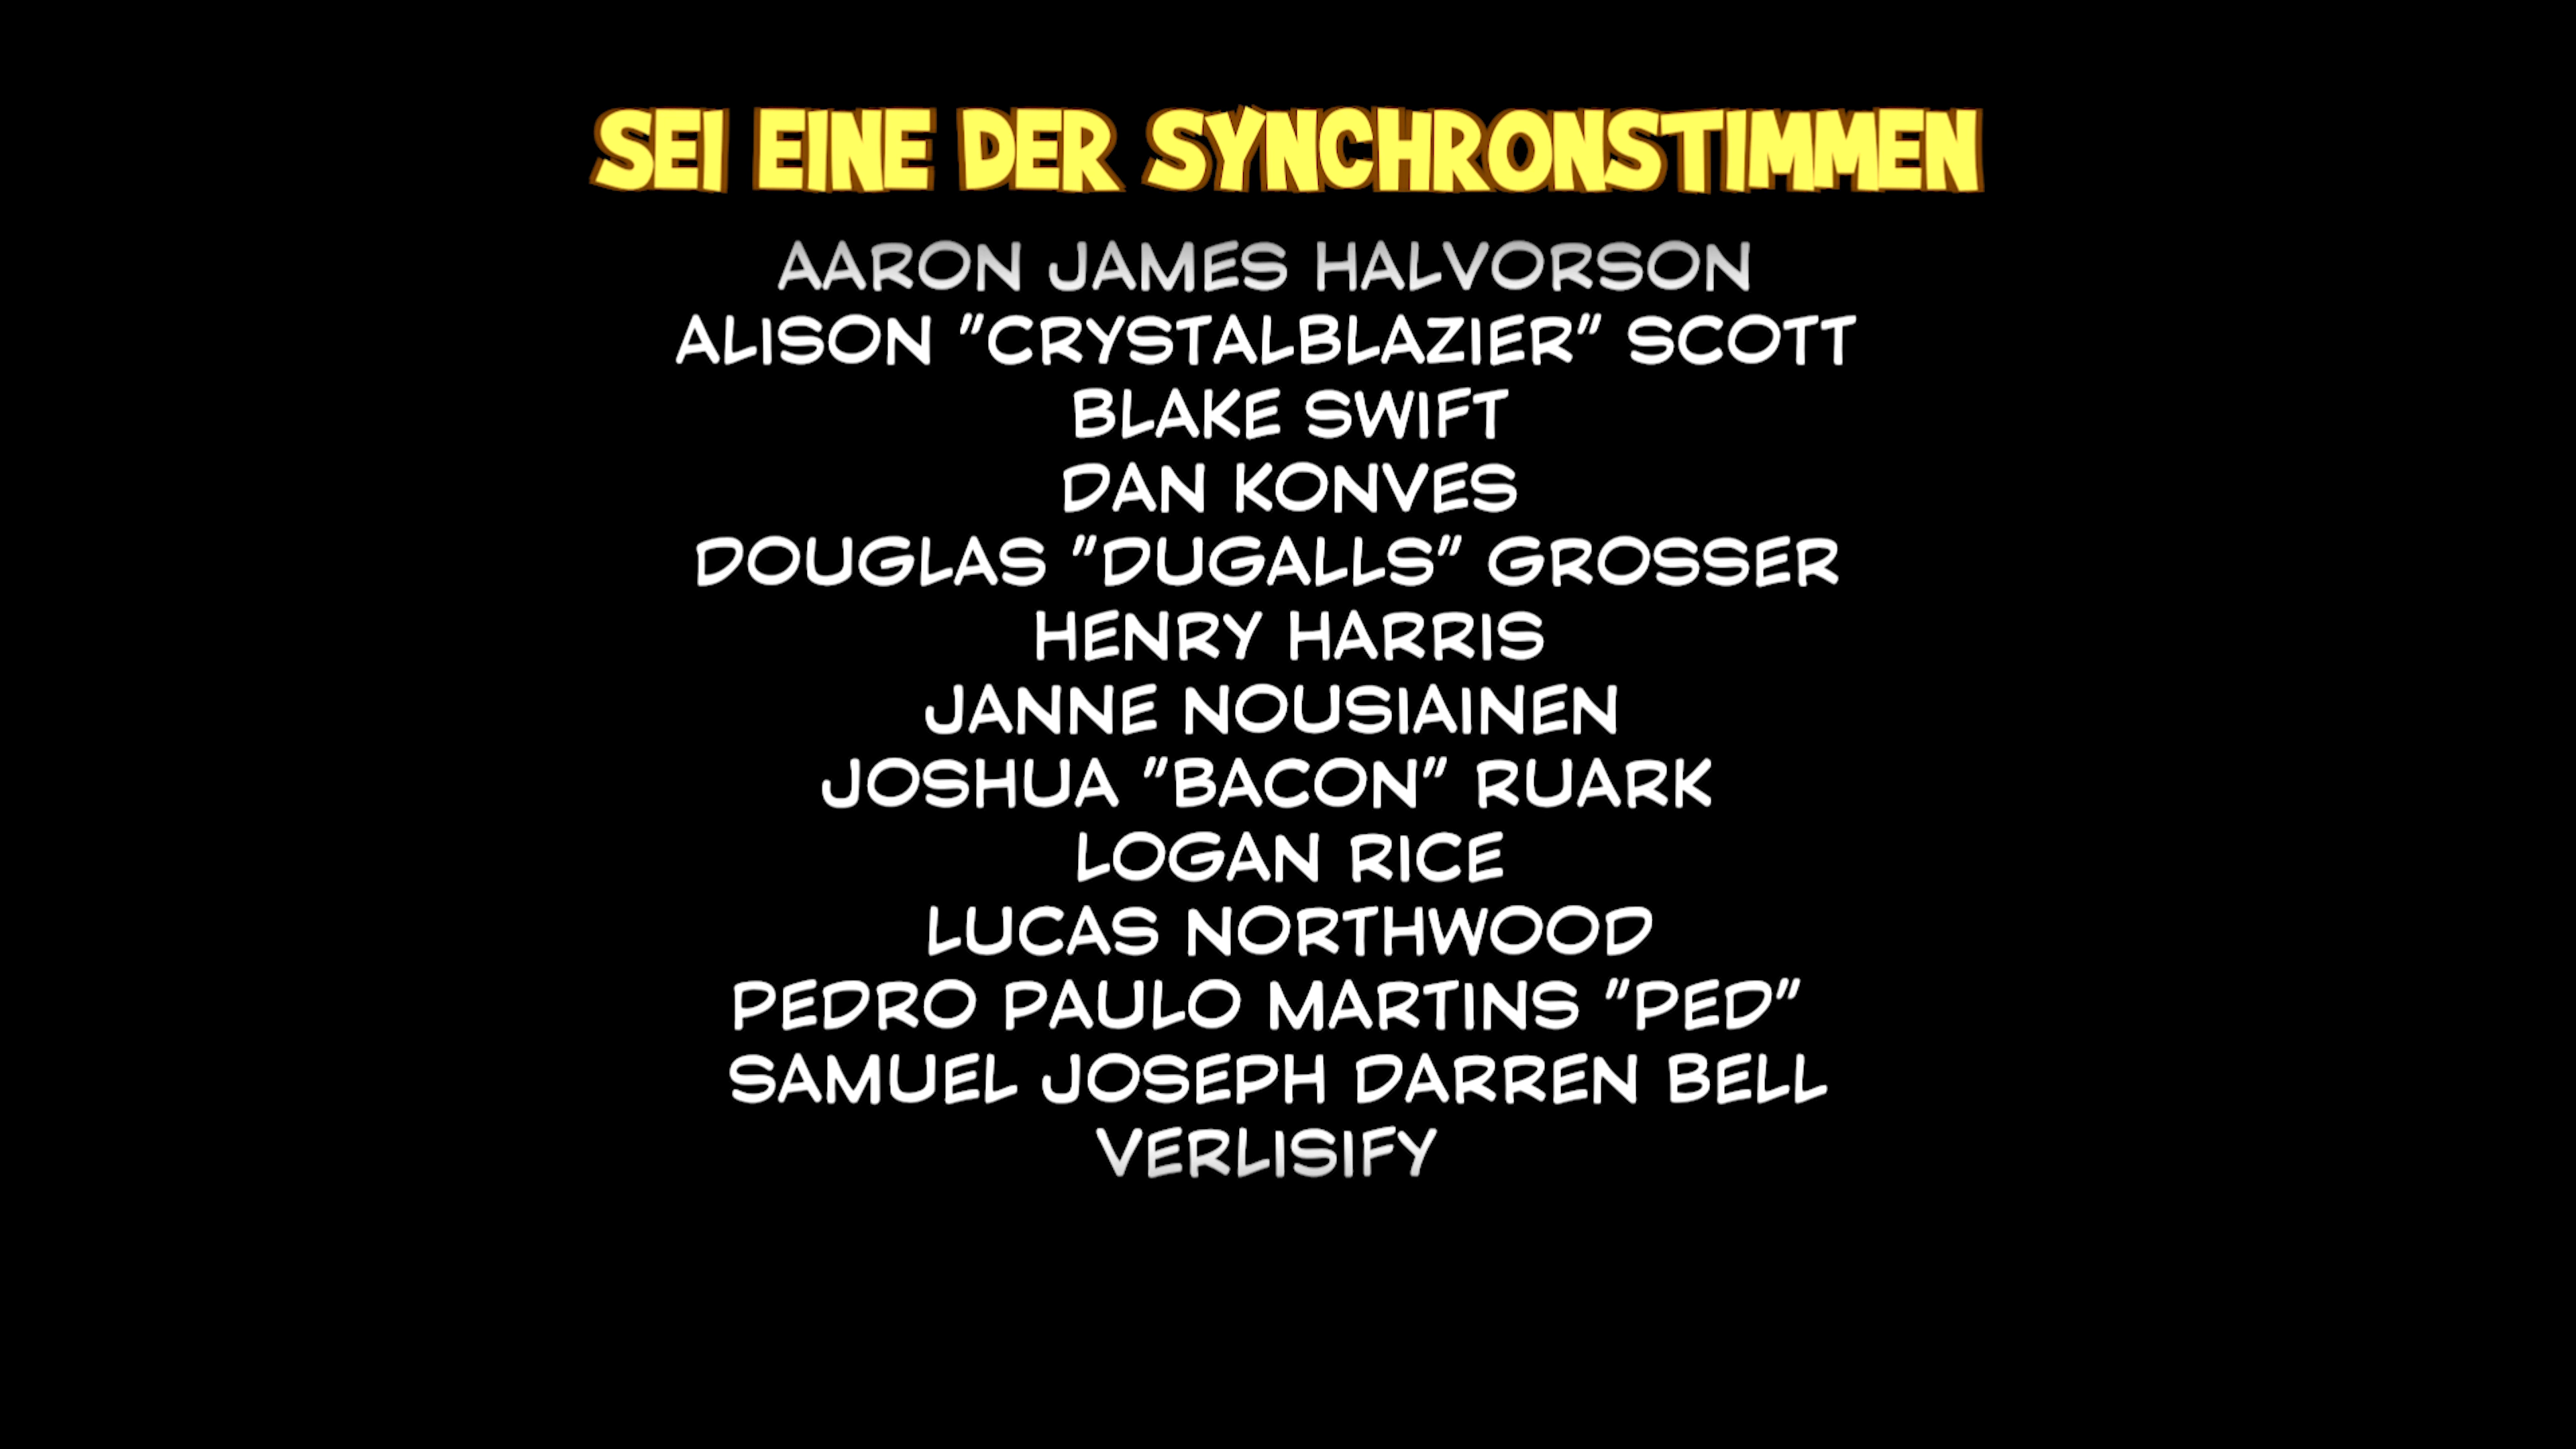 SEI EINE DER SYNCHRONSTIMMEN
AARON JAMES HALVORSON
ALISON "CRYSTALBLAZIER" SCOTT
BLAKE SWIFT
DAN KONVES
DOUGLAS "DUGALLS" GROSSER
HENRY HARRIS
JANNE NOUSIAINEN
JOSHUA "BACON" RUARK
LOGAN RICE
LUCAS NORTHWOOD
PEDRO PAULO MARTINS "PED"
SAMUEL JOSEPH DARREN BELL
VERLISIFY